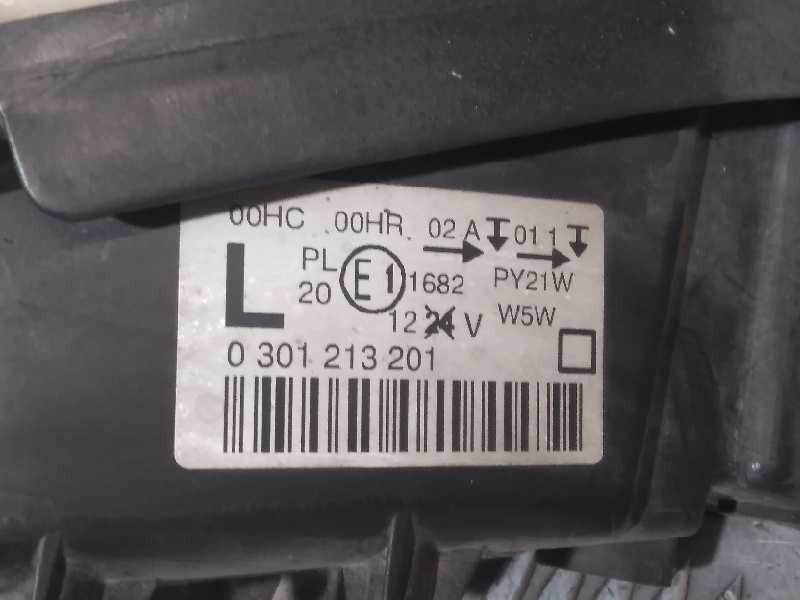 00HC 00HR 02 A 01 1
L PL E1 1682 PY21W
20
12 24 V W5W
0 301 213 201